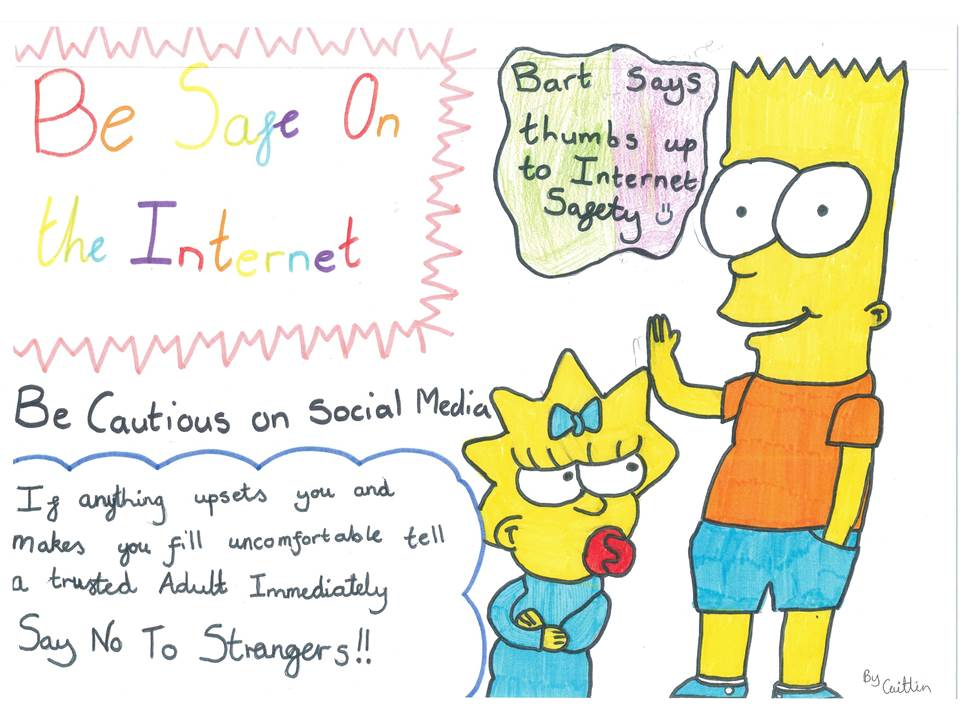 Be Safe On
the Internet
Bart says
thumbs up
to Internet
Safety
Be Cautious on Social Media
If anything upsets you and
makes you fill uncomfortable tell
a trusted Adult Immediately
Say No To Strangers!!
By
Caitlin